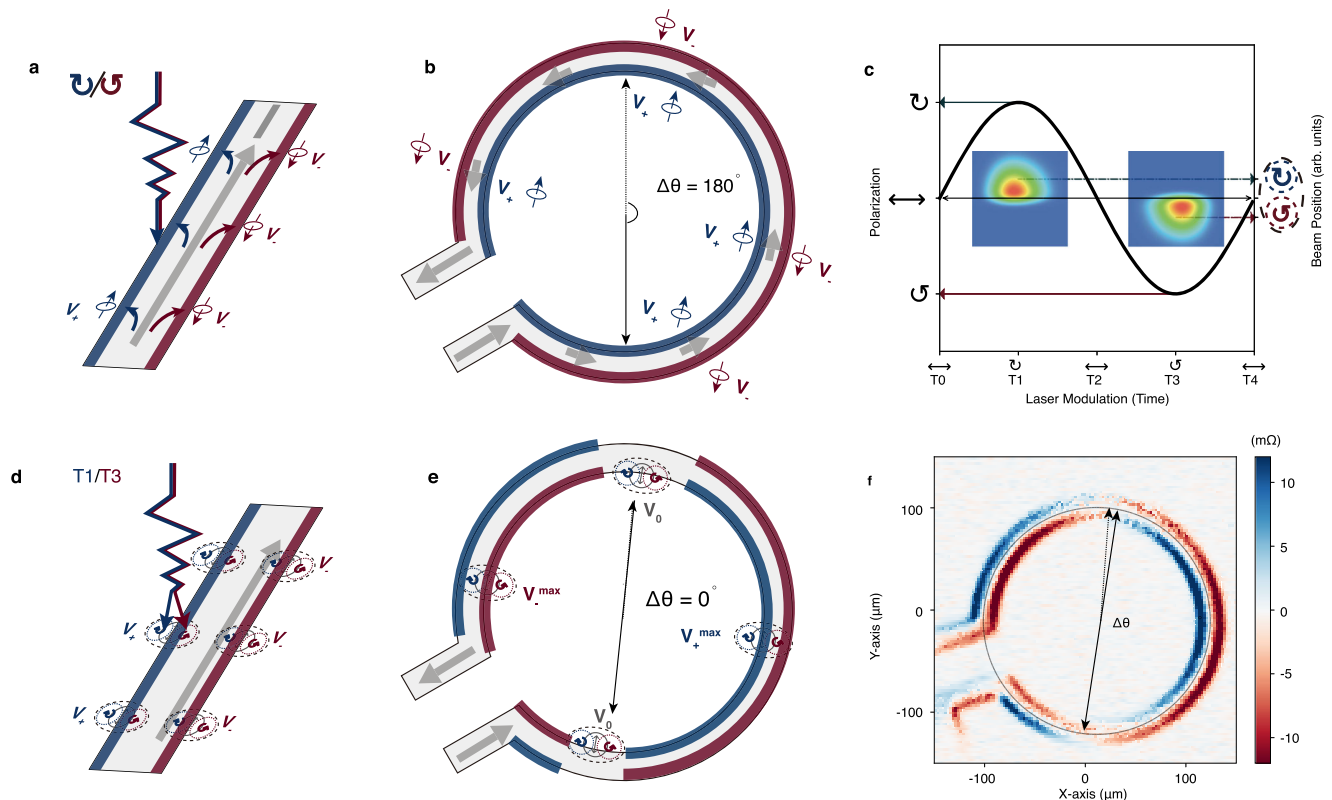 a
↻/↺
V+
V-
V-
V-
b
V-
V-
V+
V+
Δθ = 180°
V+
V-
V+
V-
c
Polarization
Beam Position (arb. units)
T0 T1 T2 T3 T4
Laser Modulation (Time)
d
T1/T3
V-
V+
V-
V+
V-
e
V0
V-max
Δθ = 0°
V+max
V0
f
(mΩ)
100
0
-100
Y-axis (µm)
Δθ
-100 0 100
X-axis (µm)
10
5
0
-5
-10